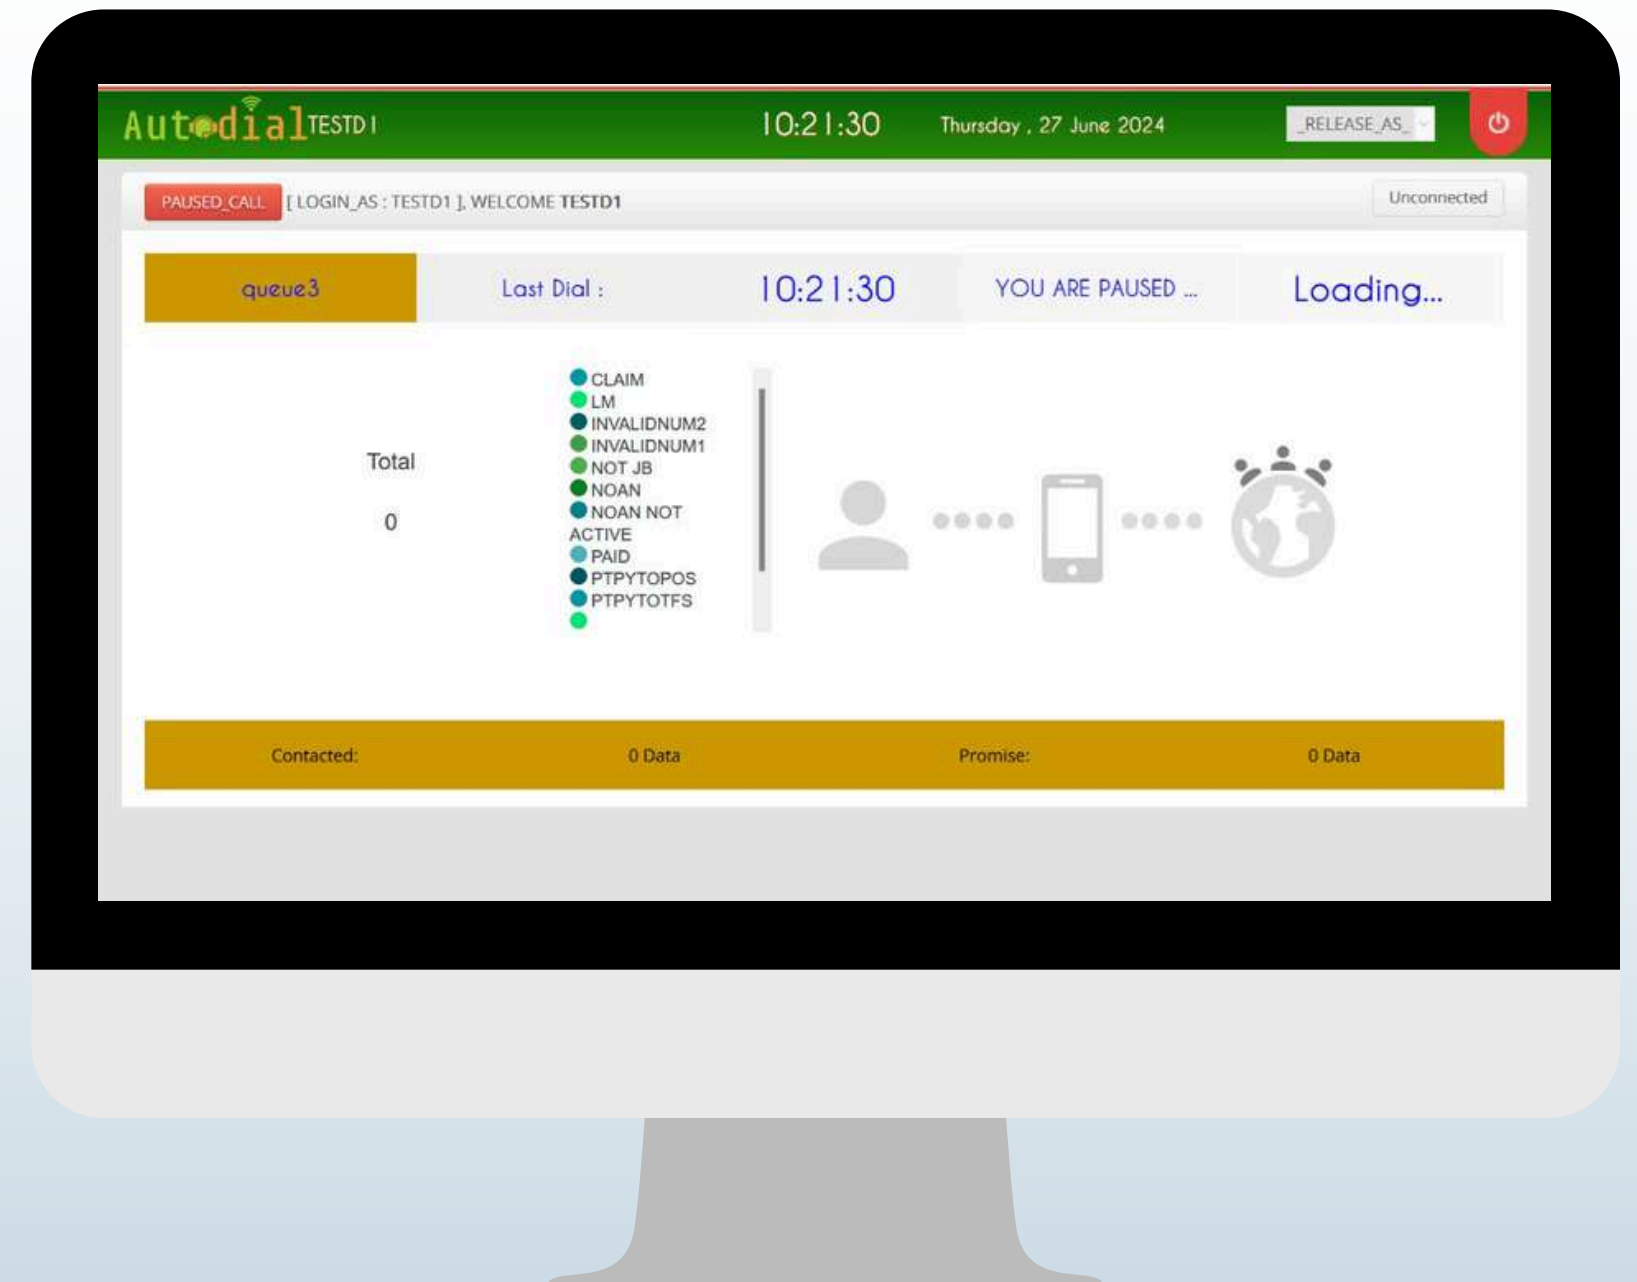 Autodial TESTD1
10:21:30
Thursday , 27 June 2024
_RELEASE_AS_
PAUSED_CALL
[ LOGIN_AS : TESTD1 ], WELCOME TESTD1
Unconnected
queue3
Last Dial :
10:21:30
YOU ARE PAUSED ...
Loading...
Total
0
CLAIM
LM
INVALIDNUM2
INVALIDNUM1
NOT JB
NOAN
NOAN NOT
ACTIVE
PAID
PTPYTOPOS
PTPYTOTFS
Contacted:
0 Data
Promise:
0 Data